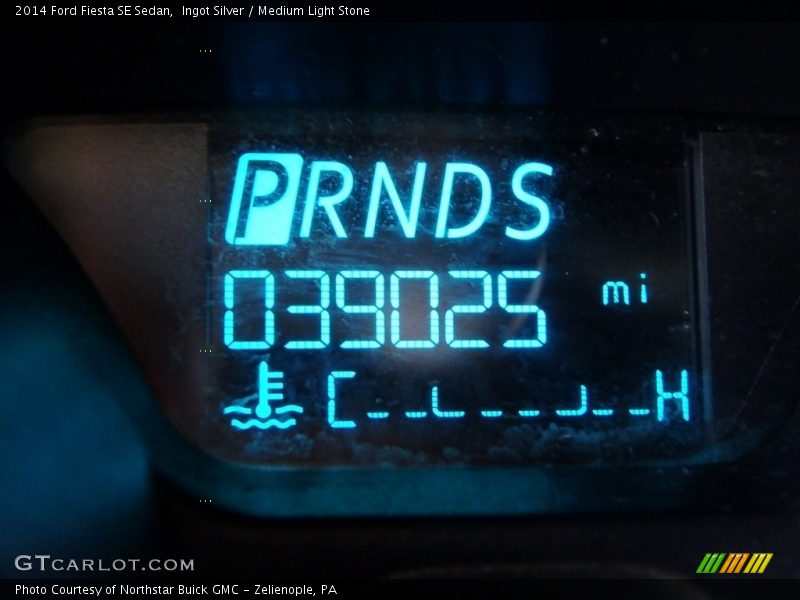 2014 Ford Fiesta SE Sedan,  Ingot Silver / Medium Light Stone
PRNDS
039025 mi
C H
GTCARLOT.COM
Photo Courtesy of Northstar Buick GMC - Zelienople, PA